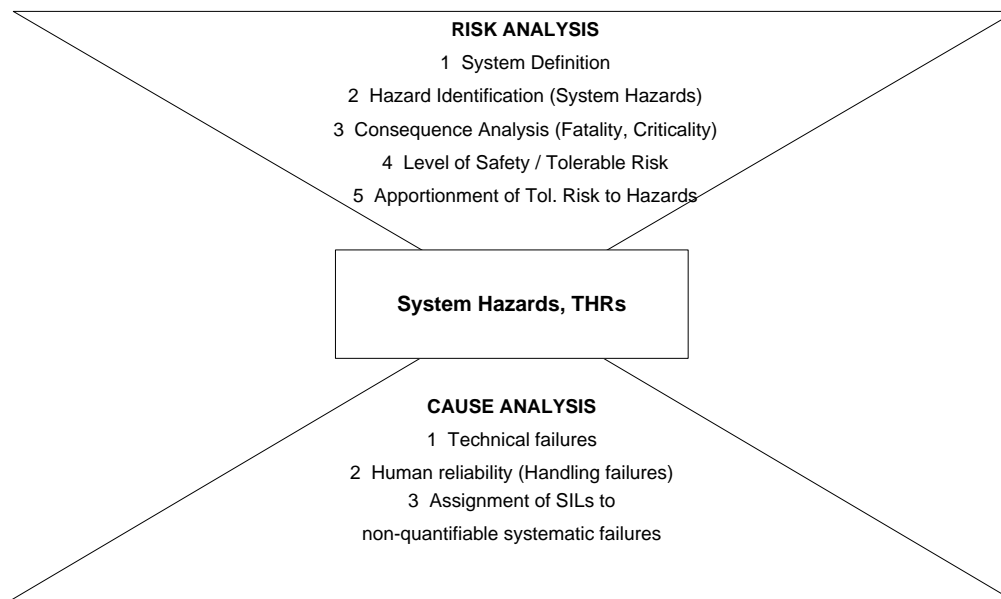 RISK ANALYSIS
1 System Definition
2 Hazard Identification (System Hazards)
3 Consequence Analysis (Fatality, Criticality)
4 Level of Safety / Tolerable Risk
5 Apportionment of Tol. Risk to Hazards
System Hazards, THRs
CAUSE ANALYSIS
1 Technical failures
2 Human reliability (Handling failures)
3 Assignment of SILs to
non-quantifiable systematic failures